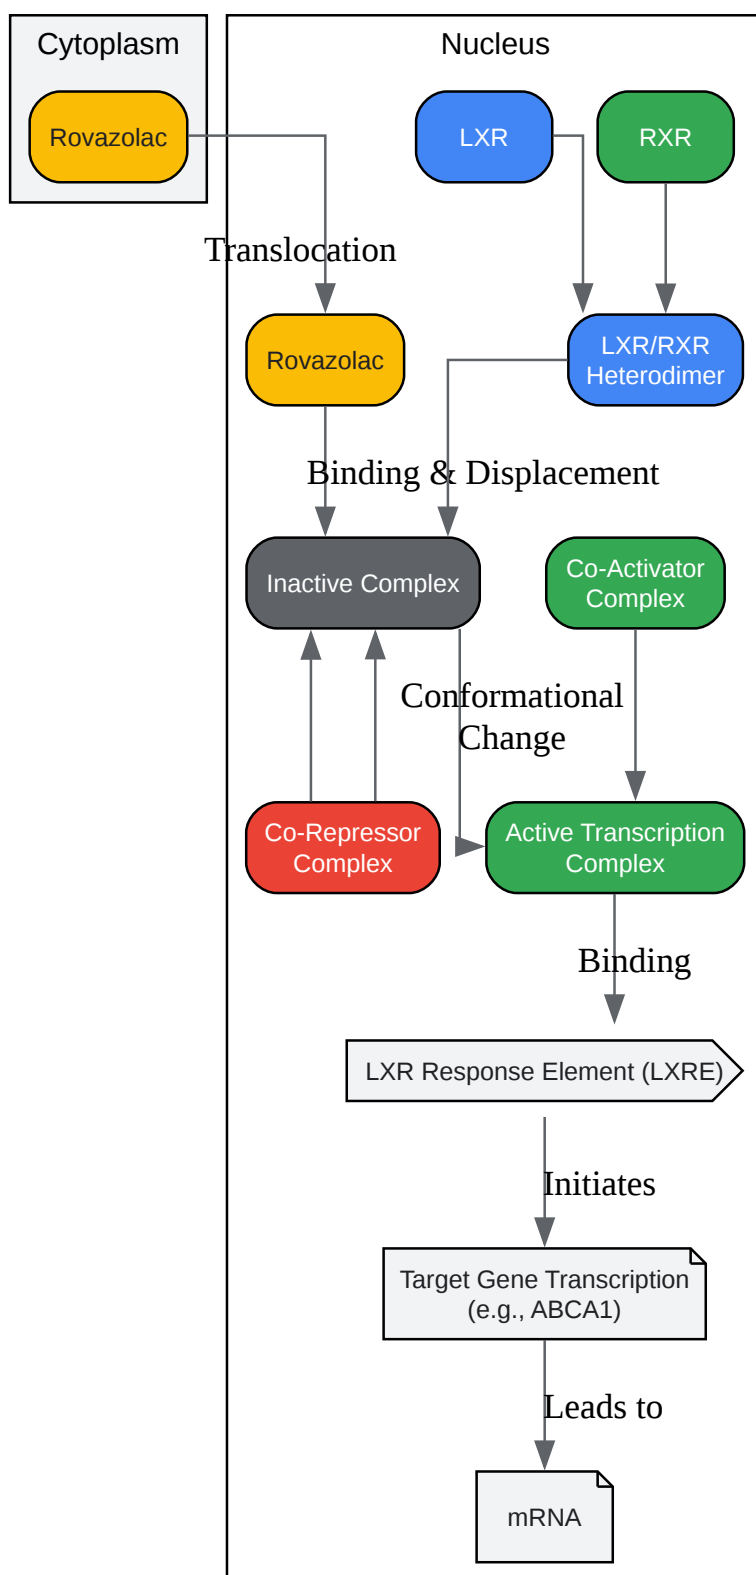 Cytoplasm
Nucleus
Rovazolac
LXR
RXR
Translocation
Rovazolac
LXR/RXR
Heterodimer
Binding & Displacement
Inactive Complex
Co-Activator
Complex
Conformational
Change
Co-Repressor
Complex
Active Transcription
Complex
Binding
LXR Response Element (LXRE)
Initiates
Target Gene Transcription
(e.g., ABCA1)
Leads to
mRNA